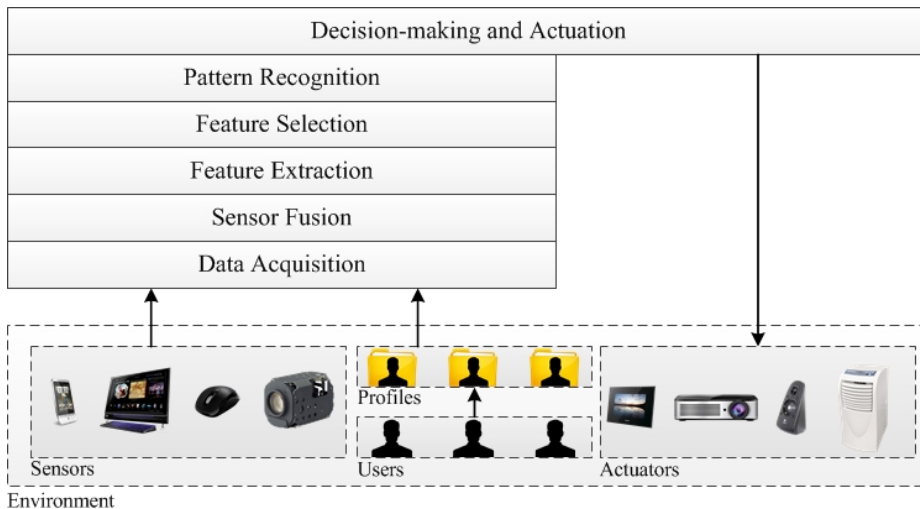 Decision-making and Actuation
Pattern Recognition
Feature Selection
Feature Extraction
Sensor Fusion
Data Acquisition
Profiles
Sensors
Users
Actuators
Environment